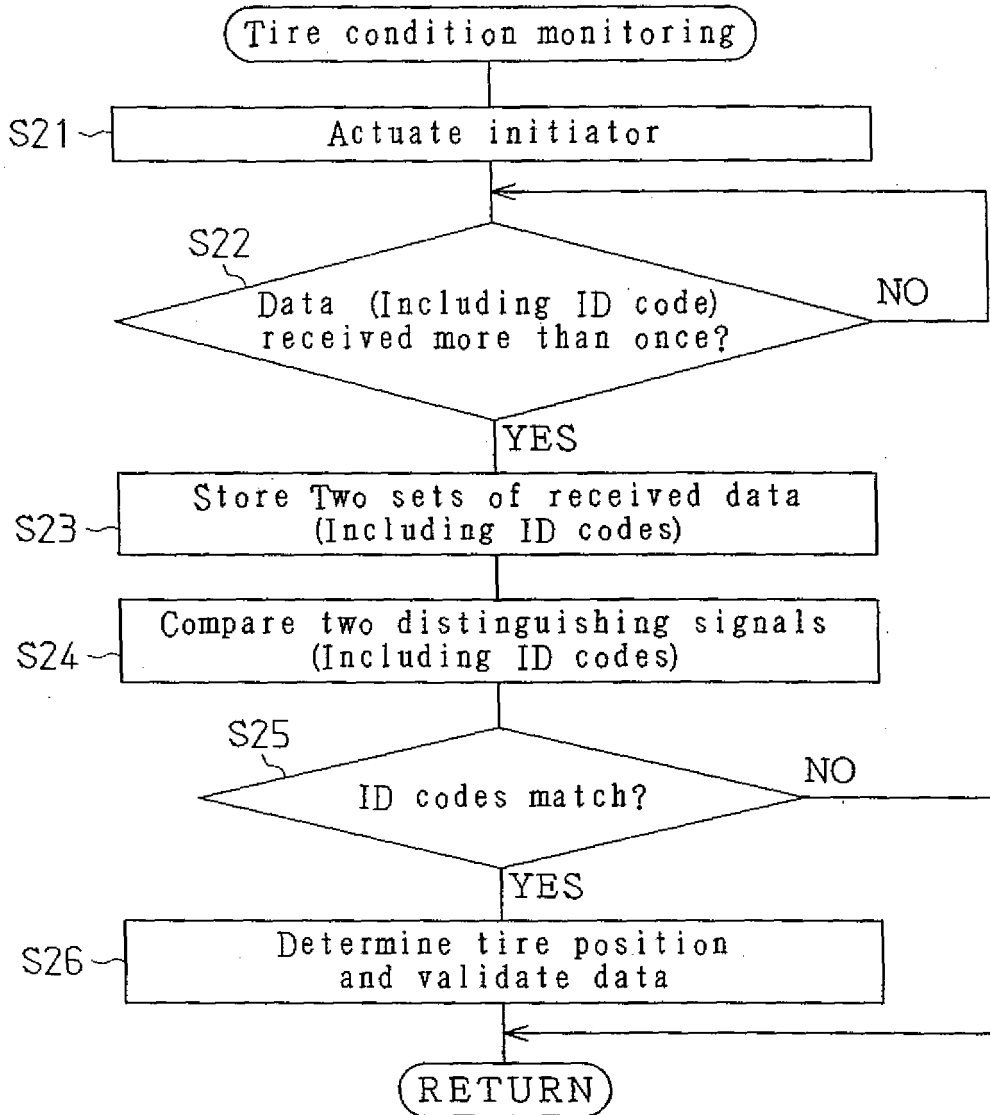 Tire condition monitoring
S21
Actuate initiator
S22
Data (Including ID code)
received more than once?
NO
YES
S23
Store Two sets of received data
(Including ID codes)
S24
Compare two distinguishing signals
(Including ID codes)
S25
ID codes match?
NO
YES
S26
Determine tire position
and validate data
RETURN